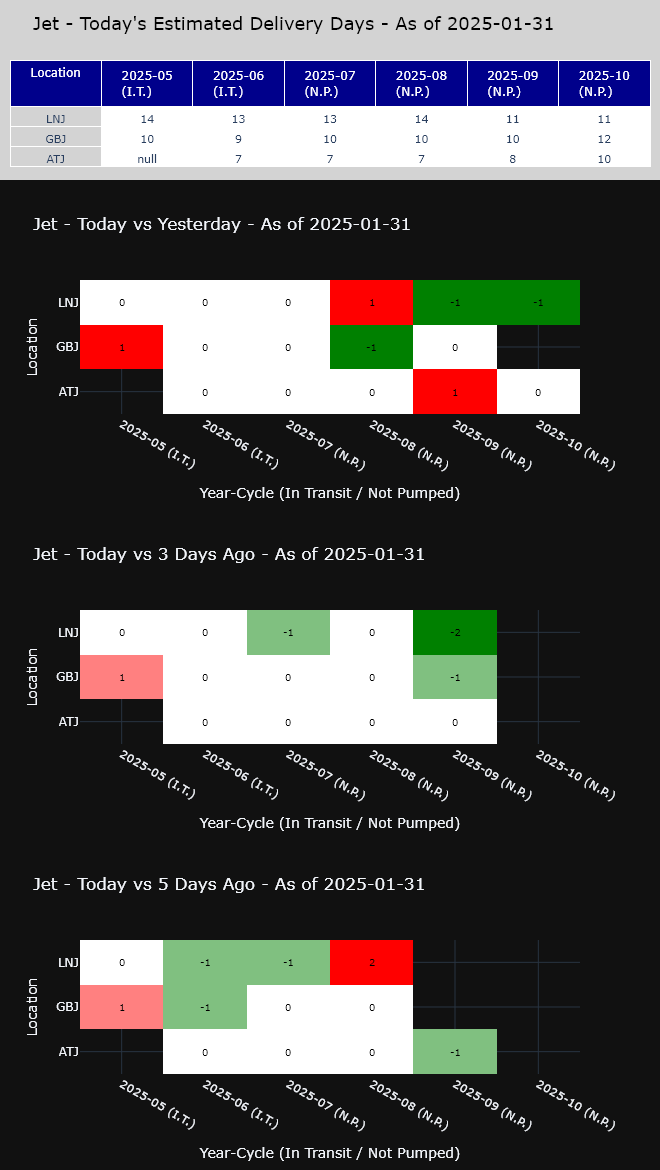 Jet - Today's Estimated Delivery Days - As of 2025-01-31
Location 2025-05 (I.T.) 2025-06 (I.T.) 2025-07 (N.P.) 2025-08 (N.P.) 2025-09 (N.P.) 2025-10 (N.P.)
LNJ 14 13 13 14 11 11
GBJ 10 9 10 10 10 12
ATJ null 7 7 7 8 10
Jet - Today vs Yesterday - As of 2025-01-31
Location
LNJ 0 0 0 1 -1 -1
GBJ 1 0 0 -1 0
ATJ 0 0 0 1 0
2025-05 (I.T.) 2025-06 (I.T.) 2025-07 (N.P.) 2025-08 (N.P.) 2025-09 (N.P.) 2025-10 (N.P.)
Year-Cycle (In Transit / Not Pumped)
Jet - Today vs 3 Days Ago - As of 2025-01-31
Location
LNJ 0 0 -1 0 -2
GBJ 1 0 0 0 -1
ATJ 0 0 0 0
2025-05 (I.T.) 2025-06 (I.T.) 2025-07 (N.P.) 2025-08 (N.P.) 2025-09 (N.P.) 2025-10 (N.P.)
Year-Cycle (In Transit / Not Pumped)
Jet - Today vs 5 Days Ago - As of 2025-01-31
Location
LNJ 0 -1 -1 2
GBJ 1 -1 0 0
ATJ 0 0 0 -1
2025-05 (I.T.) 2025-06 (I.T.) 2025-07 (N.P.) 2025-08 (N.P.) 2025-09 (N.P.) 2025-10 (N.P.)
Year-Cycle (In Transit / Not Pumped)